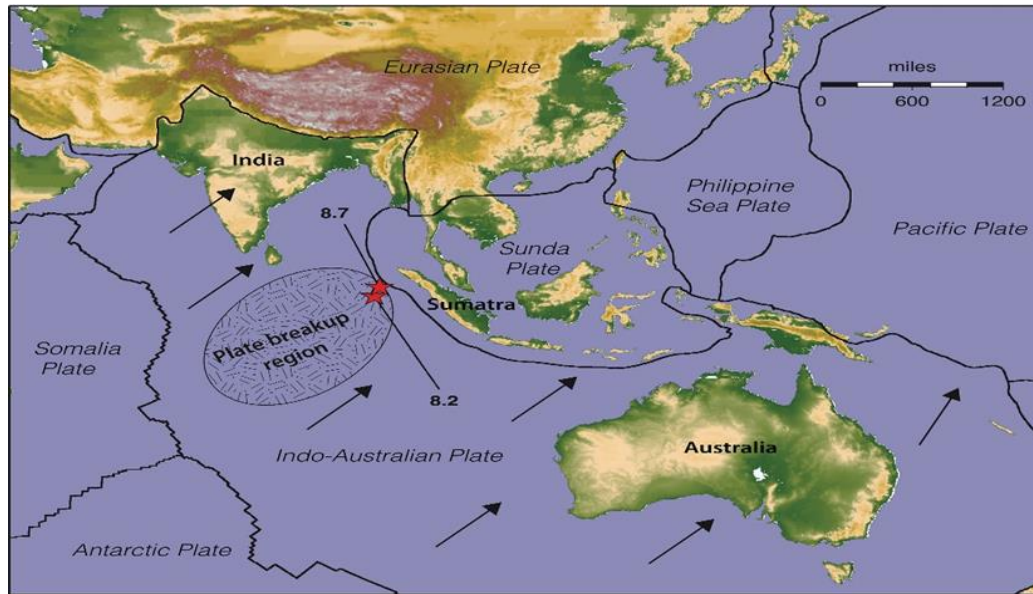 Eurasian Plate
miles
0 600 1200
India
Philippine
Sea Plate
8.7
Pacific Plate
Sunda
Plate
Sumatra
Plate breakup
region
Somalia
Plate
8.2
Indo-Australian Plate
Australia
Antarctic Plate